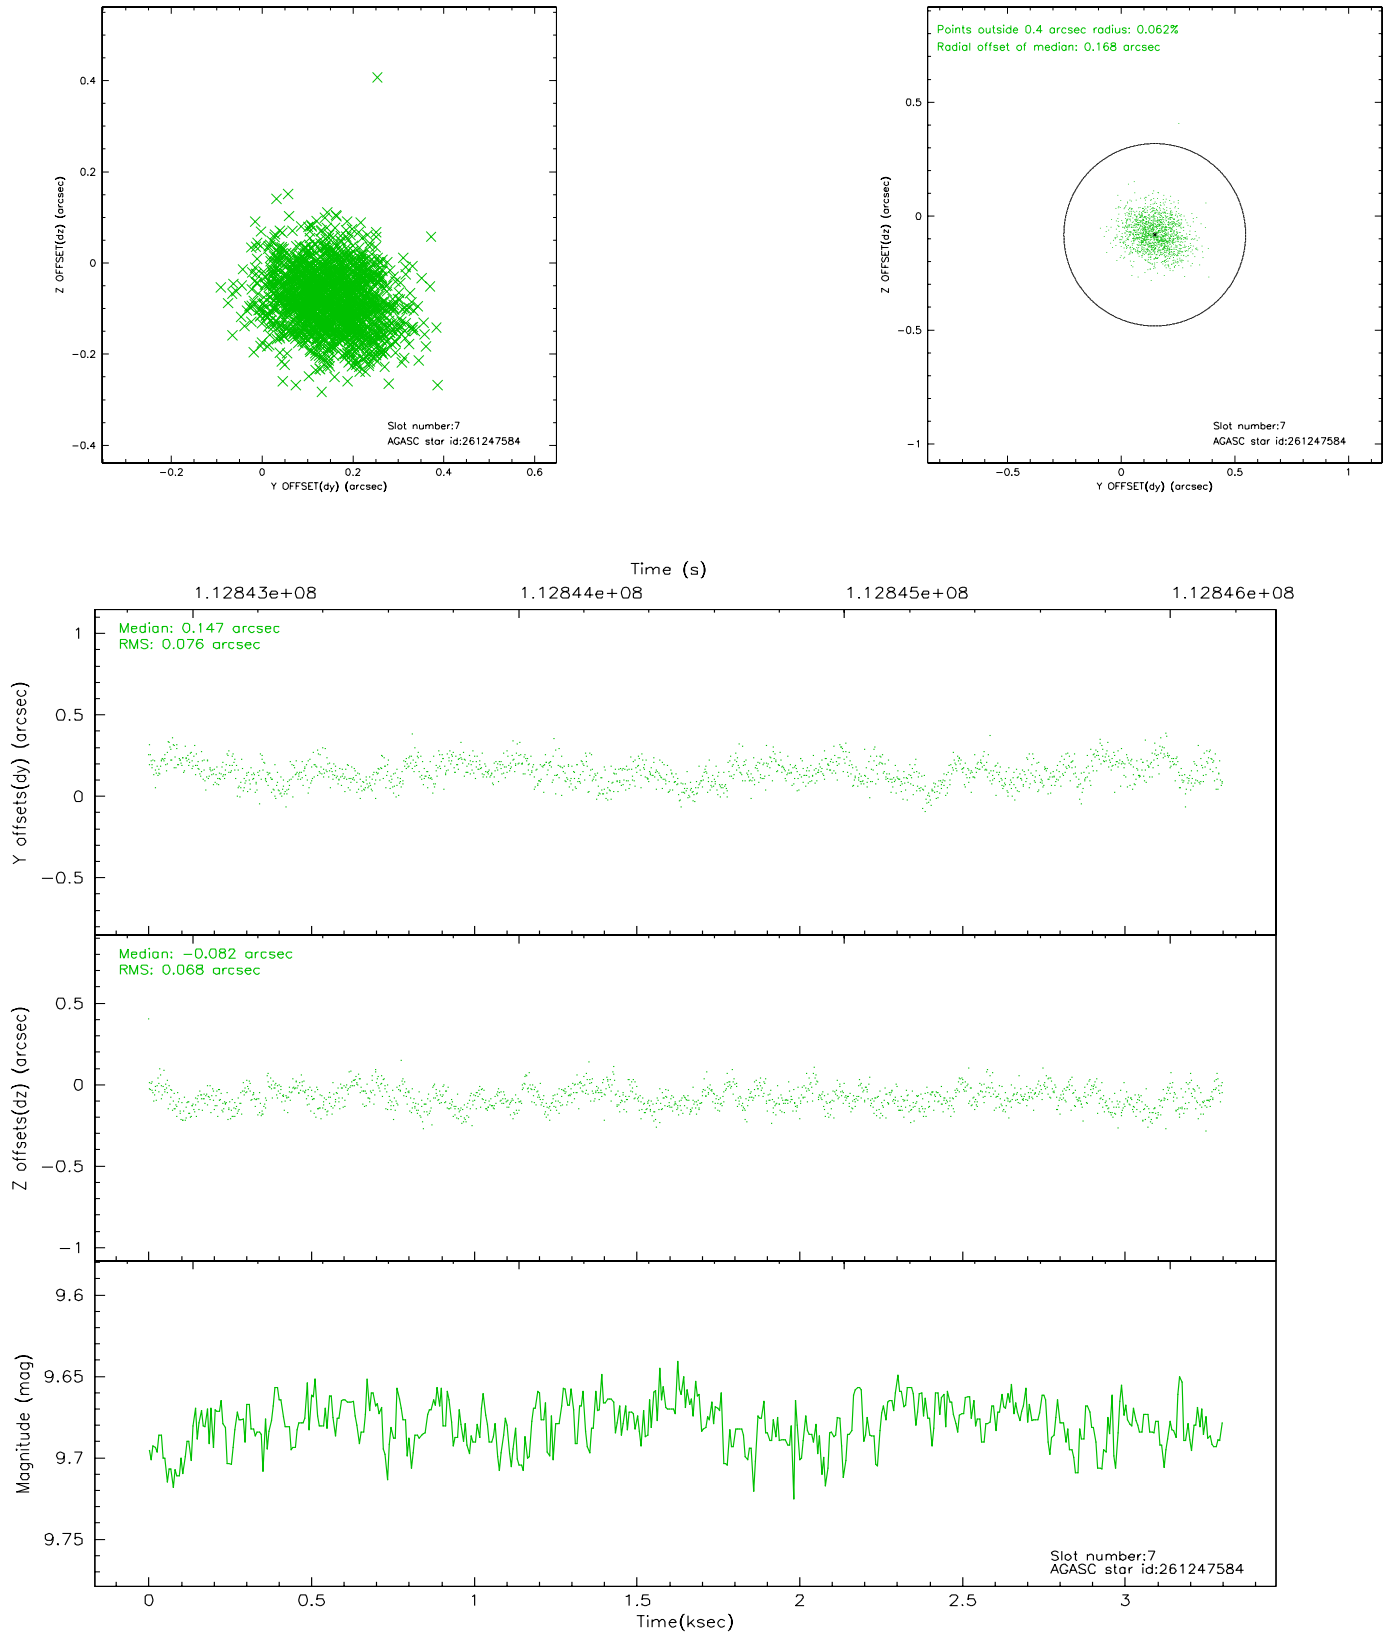 0.4
0.2
0
−0.2
−0.4
Z OFFSET(dz) (arcsec)
Slot number:7
AGASC star id:261247584
−0.2 0 0.2 0.4 0.6
Y OFFSET(dy) (arcsec)
Points outside 0.4 arcsec radius: 0.062%
Radial offset of median: 0.168 arcsec
0.5
0
−0.5
−1
Z OFFSET(dz) (arcsec)
Slot number:7
AGASC star id:261247584
−0.5 0 0.5 1
Y OFFSET(dy) (arcsec)
Time (s)
1.12843e+08 1.12844e+08 1.12845e+08 1.12846e+08
Median: 0.147 arcsec
RMS: 0.076 arcsec
1
0.5
0
−0.5
Y offsets(dy) (arcsec)
Median: −0.082 arcsec
RMS: 0.068 arcsec
0.5
0
−0.5
−1
Z offsets(dz) (arcsec)
9.6
9.65
9.7
9.75
Magnitude (mag)
Slot number:7
AGASC star id:261247584
0 0.5 1 1.5 2 2.5 3
Time(ksec)